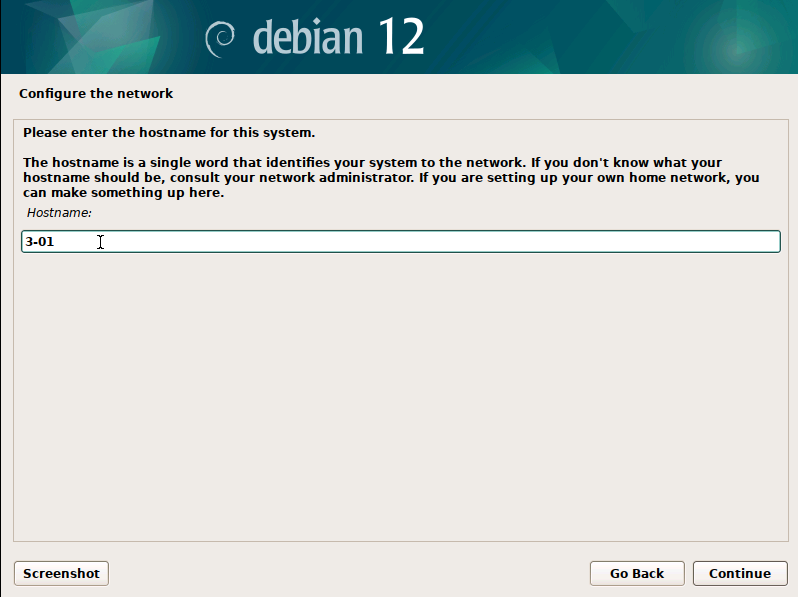 debian 12
Configure the network
Please enter the hostname for this system.
The hostname is a single word that identifies your system to the network. If you don't know what your
hostname should be, consult your network administrator. If you are setting up your own home network, you
can make something up here.
Hostname:
3-01
Screenshot
Go Back
Continue